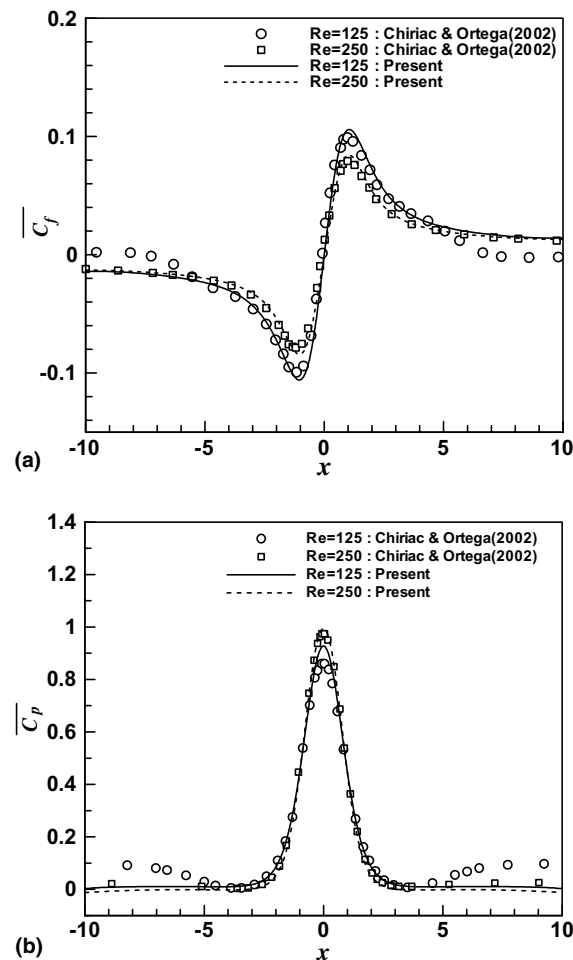 0.2
Re=125 : Chiriac & Ortega(2002)
Re=250 : Chiriac & Ortega(2002)
Re=125 : Present
Re=250 : Present
0.1
C_f
0
-0.1
-10 -5 0 5 10
(a)
x
1.4
Re=125 : Chiriac & Ortega(2002)
Re=250 : Chiriac & Ortega(2002)
1.2
Re=125 : Present
Re=250 : Present
1
0.8
C_p
0.6
0.4
0.2
0
-10 -5 0 5 10
(b)
x